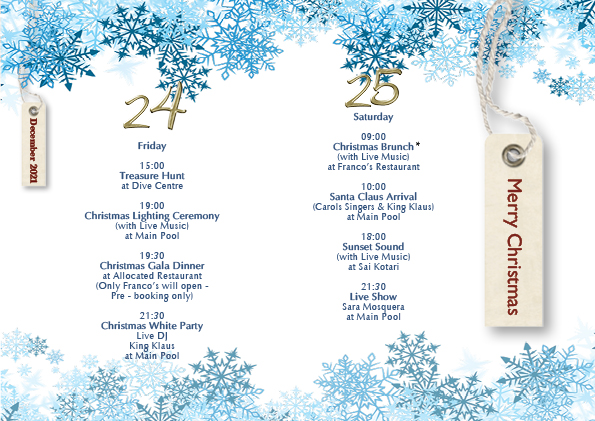 December 2021
24
Friday
15:00
Treasure Hunt
at Dive Centre
19:00
Christmas Lighting Ceremony
(with Live Music)
at Main Pool
19:30
Christmas Gala Dinner
at Allocated Restaurant
(Only Franco's will open -
Pre - booking only)
21:30
Christmas White Party
Live DJ
King Klaus
at Main Pool
25
Saturday
09:00
Christmas Brunch*
(with Live Music)
at Franco's Restaurant
10:00
Santa Claus Arrival
(Carols Singers & King Klaus)
at Main Pool
18:00
Sunset Sound
(with Live Music)
at Sai Kotari
21:30
Live Show
Sara Mosquera
at Main Pool
Merry Christmas